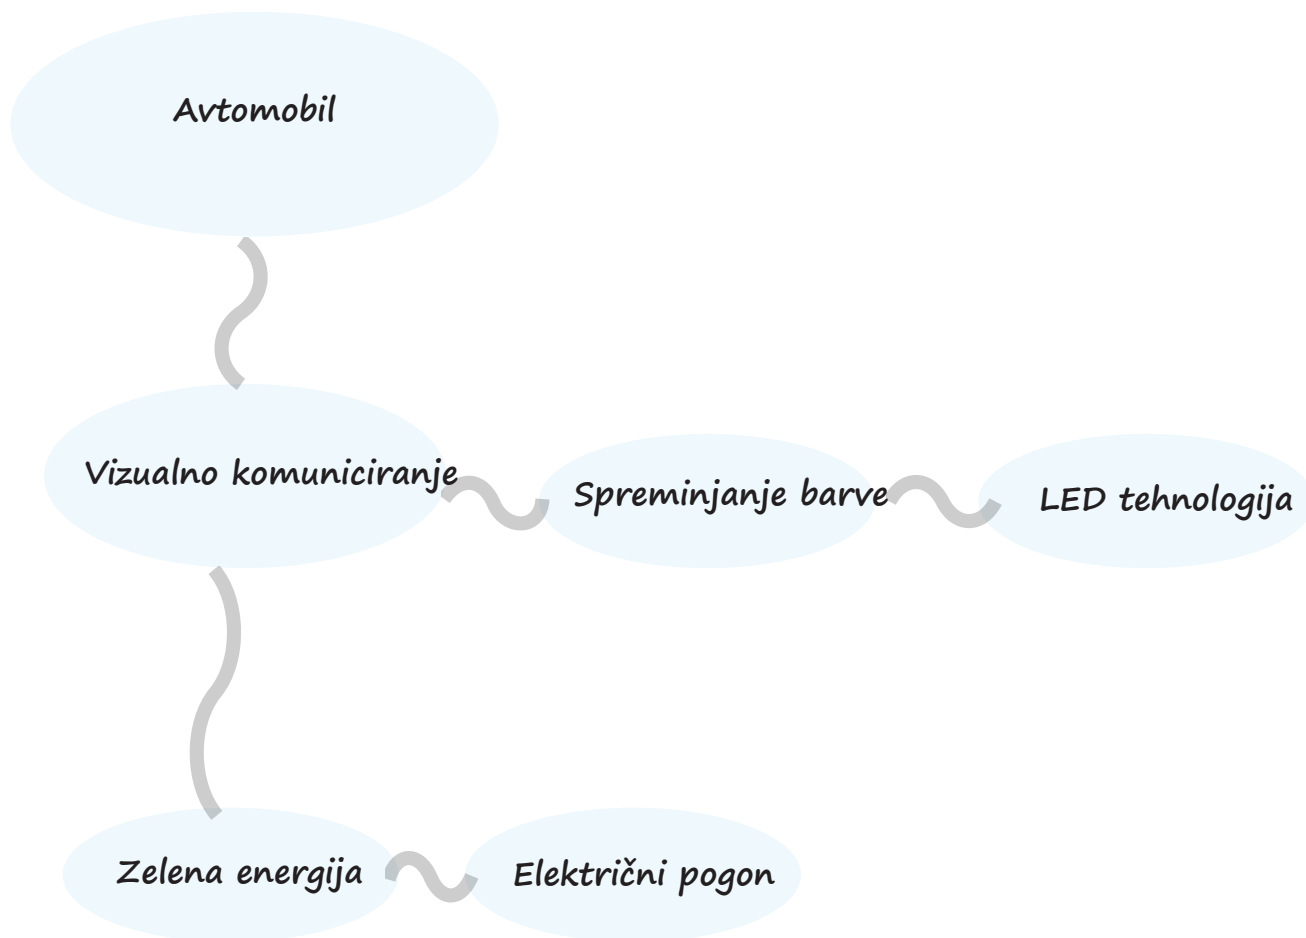 Avtomobil
Vizualno komuniciranje
Spreminjanje barve
LED tehnologija
Zelena energija
Električni pogon